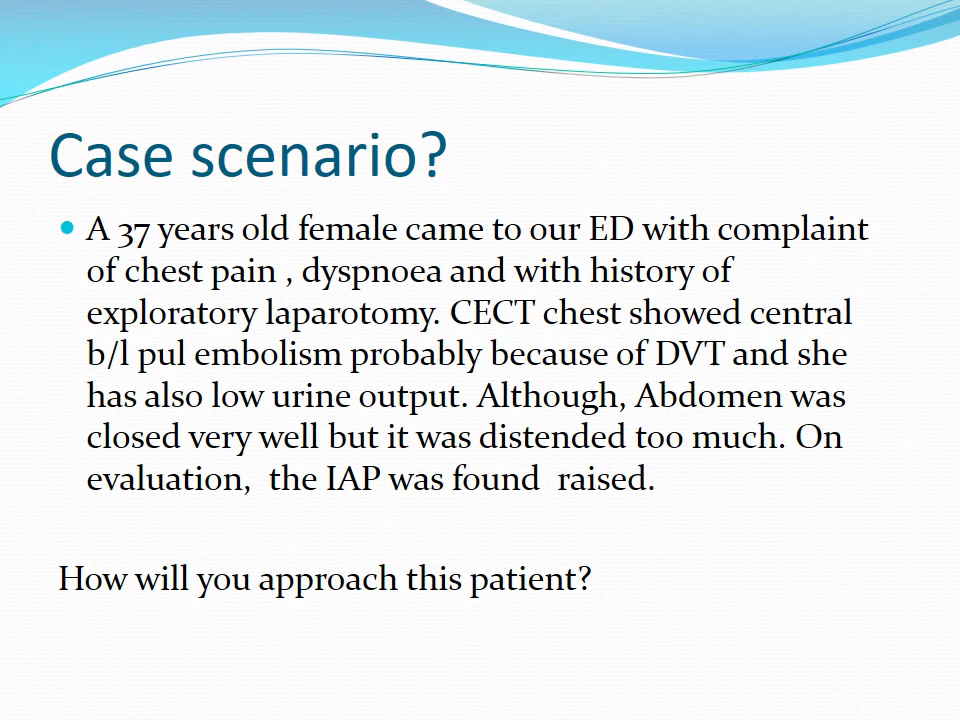 Case scenario?
A 37 years old female came to our ED with complaint
of chest pain , dyspnoea and with history of
exploratory laparotomy. CECT chest showed central
b/l pul embolism probably because of DVT and she
has also low urine output. Although, Abdomen was
closed very well but it was distended too much. On
evaluation,  the IAP was found  raised.
How will you approach this patient?